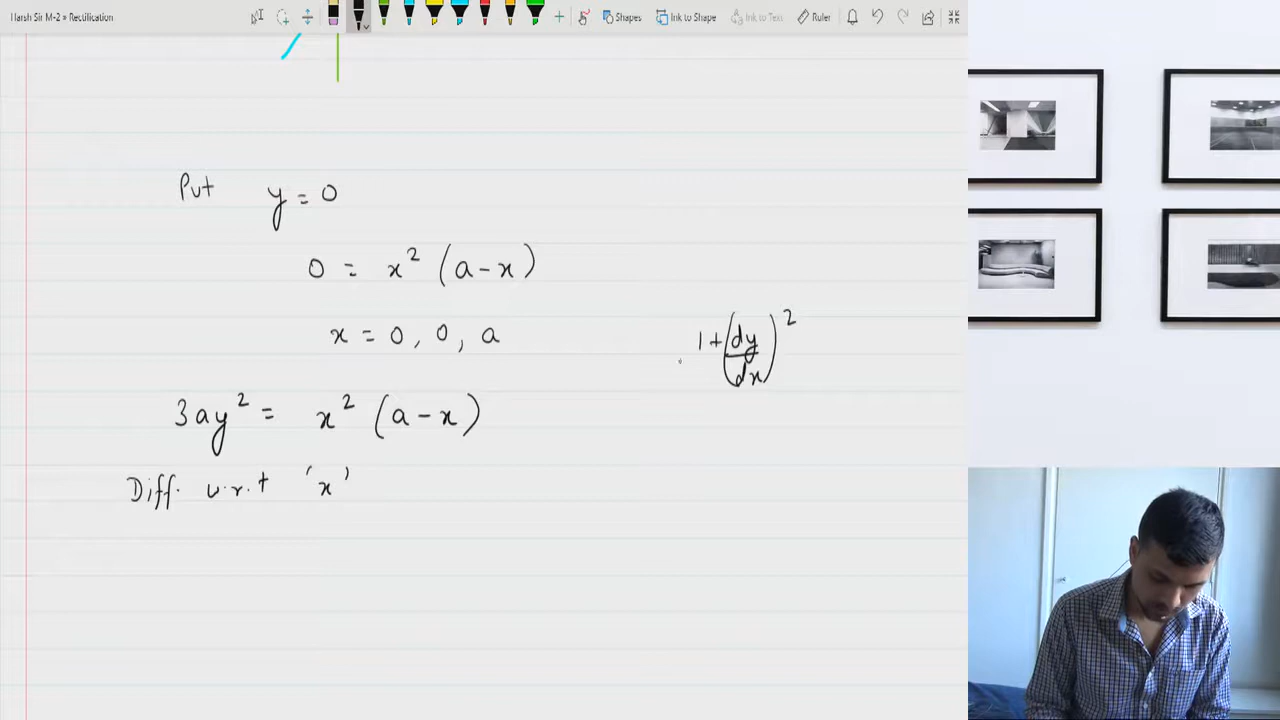 Harsh Sir M-2 » Rectification
Shapes Ink to Shape Ink to Text Ruler
Put y = 0
0 = x² (a - x)
x = 0, 0, a
1 + (dy/dx)²
3ay² = x² (a - x)
Diff. w.r.t 'x'